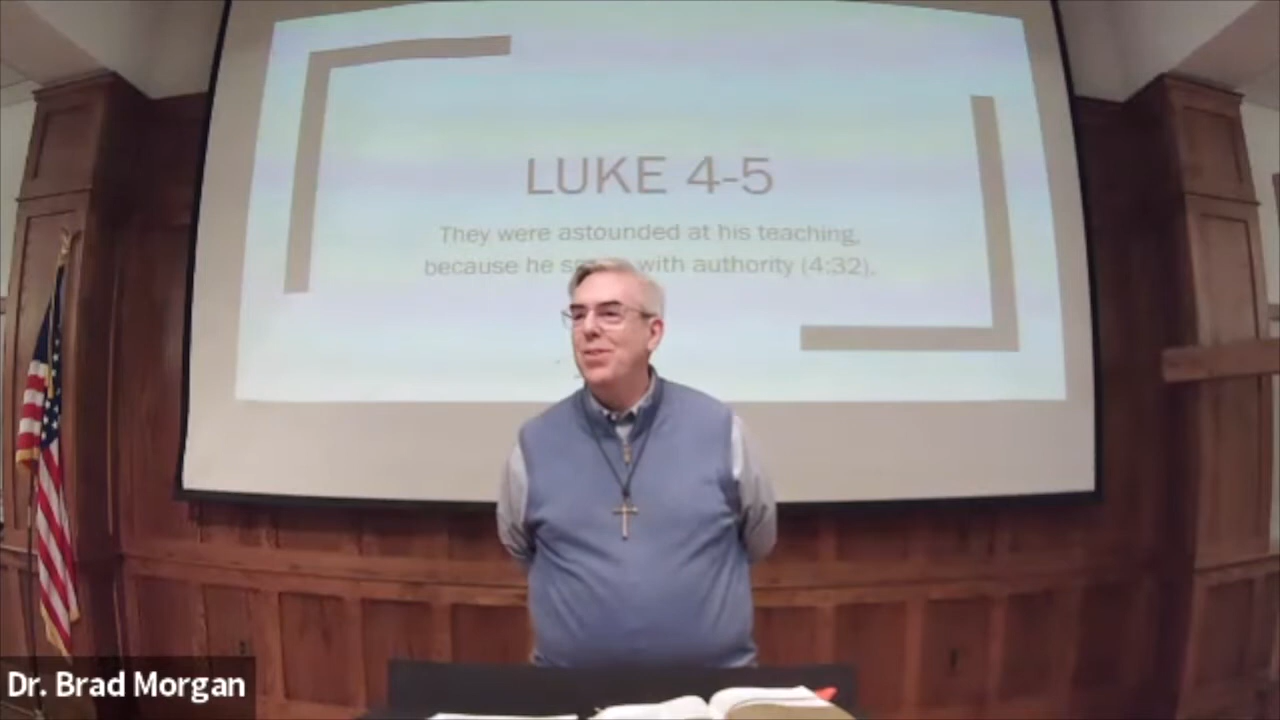 LUKE 4-5
They were astounded at his teaching,
because he with authority (4:32).
Dr. Brad Morgan